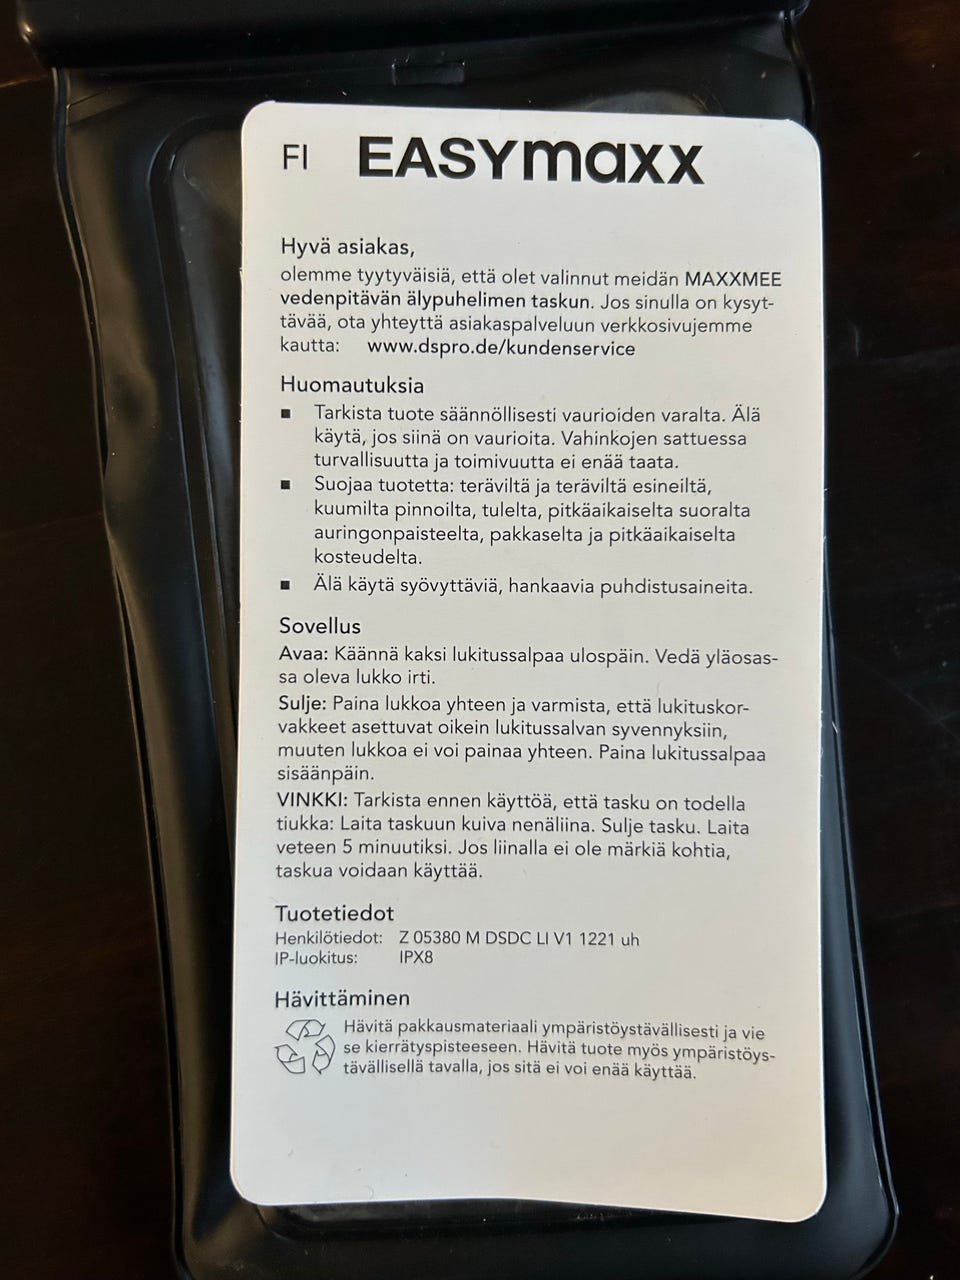 FI EASYmaxx
Hyvä asiakas,
olemme tyytyväisiä, että olet valinnut meidän MAXXMEE
vedenpitävän älypuhelimen taskun. Jos sinulla on kysyt-
tävää, ota yhteyttä asiakaspalveluun verkkosivujemme
kautta: www.dspro.de/kundenservice
Huomautuksia
▪ Tarkista tuote säännöllisesti vaurioiden varalta. Älä
käytä, jos siinä on vaurioita. Vahinkojen sattuessa
turvallisuutta ja toimivuutta ei enää taata.
▪ Suojaa tuotetta: teräviltä ja teräviltä esineiltä,
kuumilta pinnoilta, tulelta, pitkäaikaiselta suoralta
auringonpaisteelta, pakkaselta ja pitkäaikaiselta
kosteudelta.
▪ Älä käytä syövyttäviä, hankaavia puhdistusaineita.
Sovellus
Avaa: Käännä kaksi lukitussalpaa ulospäin. Vedä yläosas-
sa oleva lukko irti.
Sulje: Paina lukkoa yhteen ja varmista, että lukituskor-
vakkeet asettuvat oikein lukitussalvan syvennyksiin,
muuten lukkoa ei voi painaa yhteen. Paina lukitussalpaa
sisäänpäin.
VINKKI: Tarkista ennen käyttöä, että tasku on todella
tiukka: Laita taskuun kuiva nenäliina. Sulje tasku. Laita
veteen 5 minuutiksi. Jos liinalla ei ole märkiä kohtia,
taskua voidaan käyttää.
Tuotetiedot
Henkilötiedot: Z 05380 M DSDC LI V1 1221 uh
IP-luokitus: IPX8
Hävittäminen
Hävitä pakkausmateriaali ympäristöystävällisesti ja vie
se kierrätyspisteeseen. Hävitä tuote myös ympäristöys-
tävällisellä tavalla, jos sitä ei voi enää käyttää.